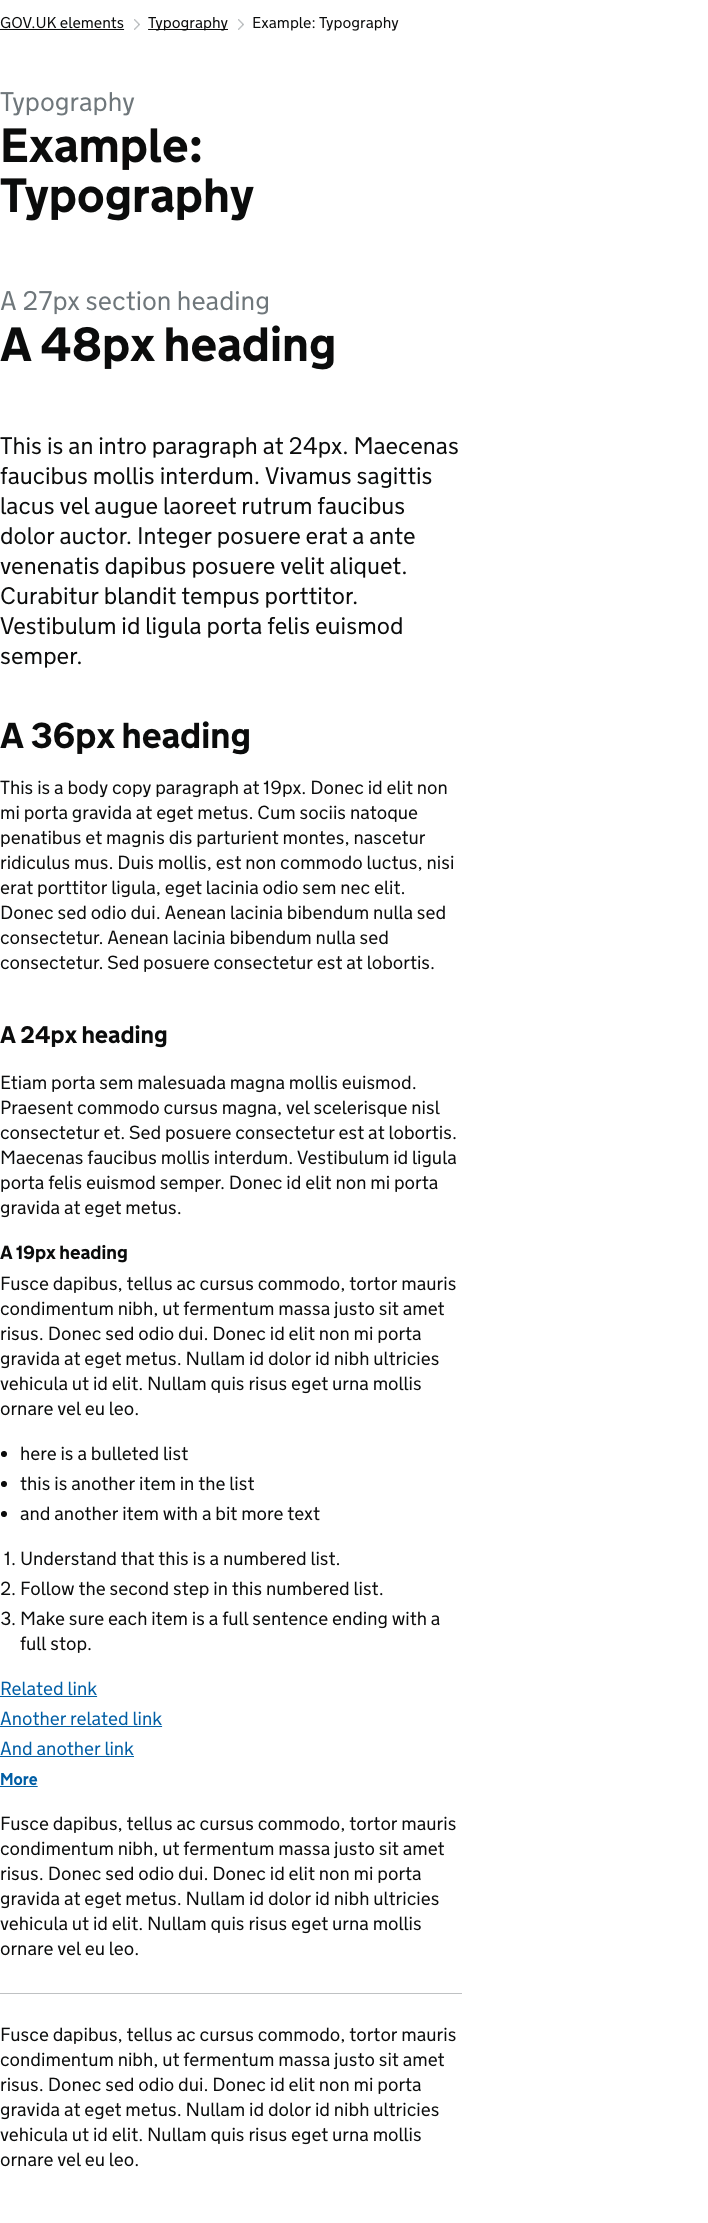 GOV.UK elements Typography Example: Typography
Typography
Example:
Typography
A 27px section heading
A 48px heading
This is an intro paragraph at 24px. Maecenas
faucibus mollis interdum. Vivamus sagittis
lacus vel augue laoreet rutrum faucibus
dolor auctor. Integer posuere erat a ante
venenatis dapibus posuere velit aliquet.
Curabitur blandit tempus porttitor.
Vestibulum id ligula porta felis euismod
semper.
A 36px heading
This is a body copy paragraph at 19px. Donec id elit non
mi porta gravida at eget metus. Cum sociis natoque
penatibus et magnis dis parturient montes, nascetur
ridiculus mus. Duis mollis, est non commodo luctus, nisi
erat porttitor ligula, eget lacinia odio sem nec elit.
Donec sed odio dui. Aenean lacinia bibendum nulla sed
consectetur. Aenean lacinia bibendum nulla sed
consectetur. Sed posuere consectetur est at lobortis.
A 24px heading
Etiam porta sem malesuada magna mollis euismod.
Praesent commodo cursus magna, vel scelerisque nisl
consectetur et. Sed posuere consectetur est at lobortis.
Maecenas faucibus mollis interdum. Vestibulum id ligula
porta felis euismod semper. Donec id elit non mi porta
gravida at eget metus.
A 19px heading
Fusce dapibus, tellus ac cursus commodo, tortor mauris
condimentum nibh, ut fermentum massa justo sit amet
risus. Donec sed odio dui. Donec id elit non mi porta
gravida at eget metus. Nullam id dolor id nibh ultricies
vehicula ut id elit. Nullam quis risus eget urna mollis
ornare vel eu leo.
• here is a bulleted list
• this is another item in the list
• and another item with a bit more text
1. Understand that this is a numbered list.
2. Follow the second step in this numbered list.
3. Make sure each item is a full sentence ending with a
full stop.
Related link
Another related link
And another link
More
Fusce dapibus, tellus ac cursus commodo, tortor mauris
condimentum nibh, ut fermentum massa justo sit amet
risus. Donec sed odio dui. Donec id elit non mi porta
gravida at eget metus. Nullam id dolor id nibh ultricies
vehicula ut id elit. Nullam quis risus eget urna mollis
ornare vel eu leo.
Fusce dapibus, tellus ac cursus commodo, tortor mauris
condimentum nibh, ut fermentum massa justo sit amet
risus. Donec sed odio dui. Donec id elit non mi porta
gravida at eget metus. Nullam id dolor id nibh ultricies
vehicula ut id elit. Nullam quis risus eget urna mollis
ornare vel eu leo.